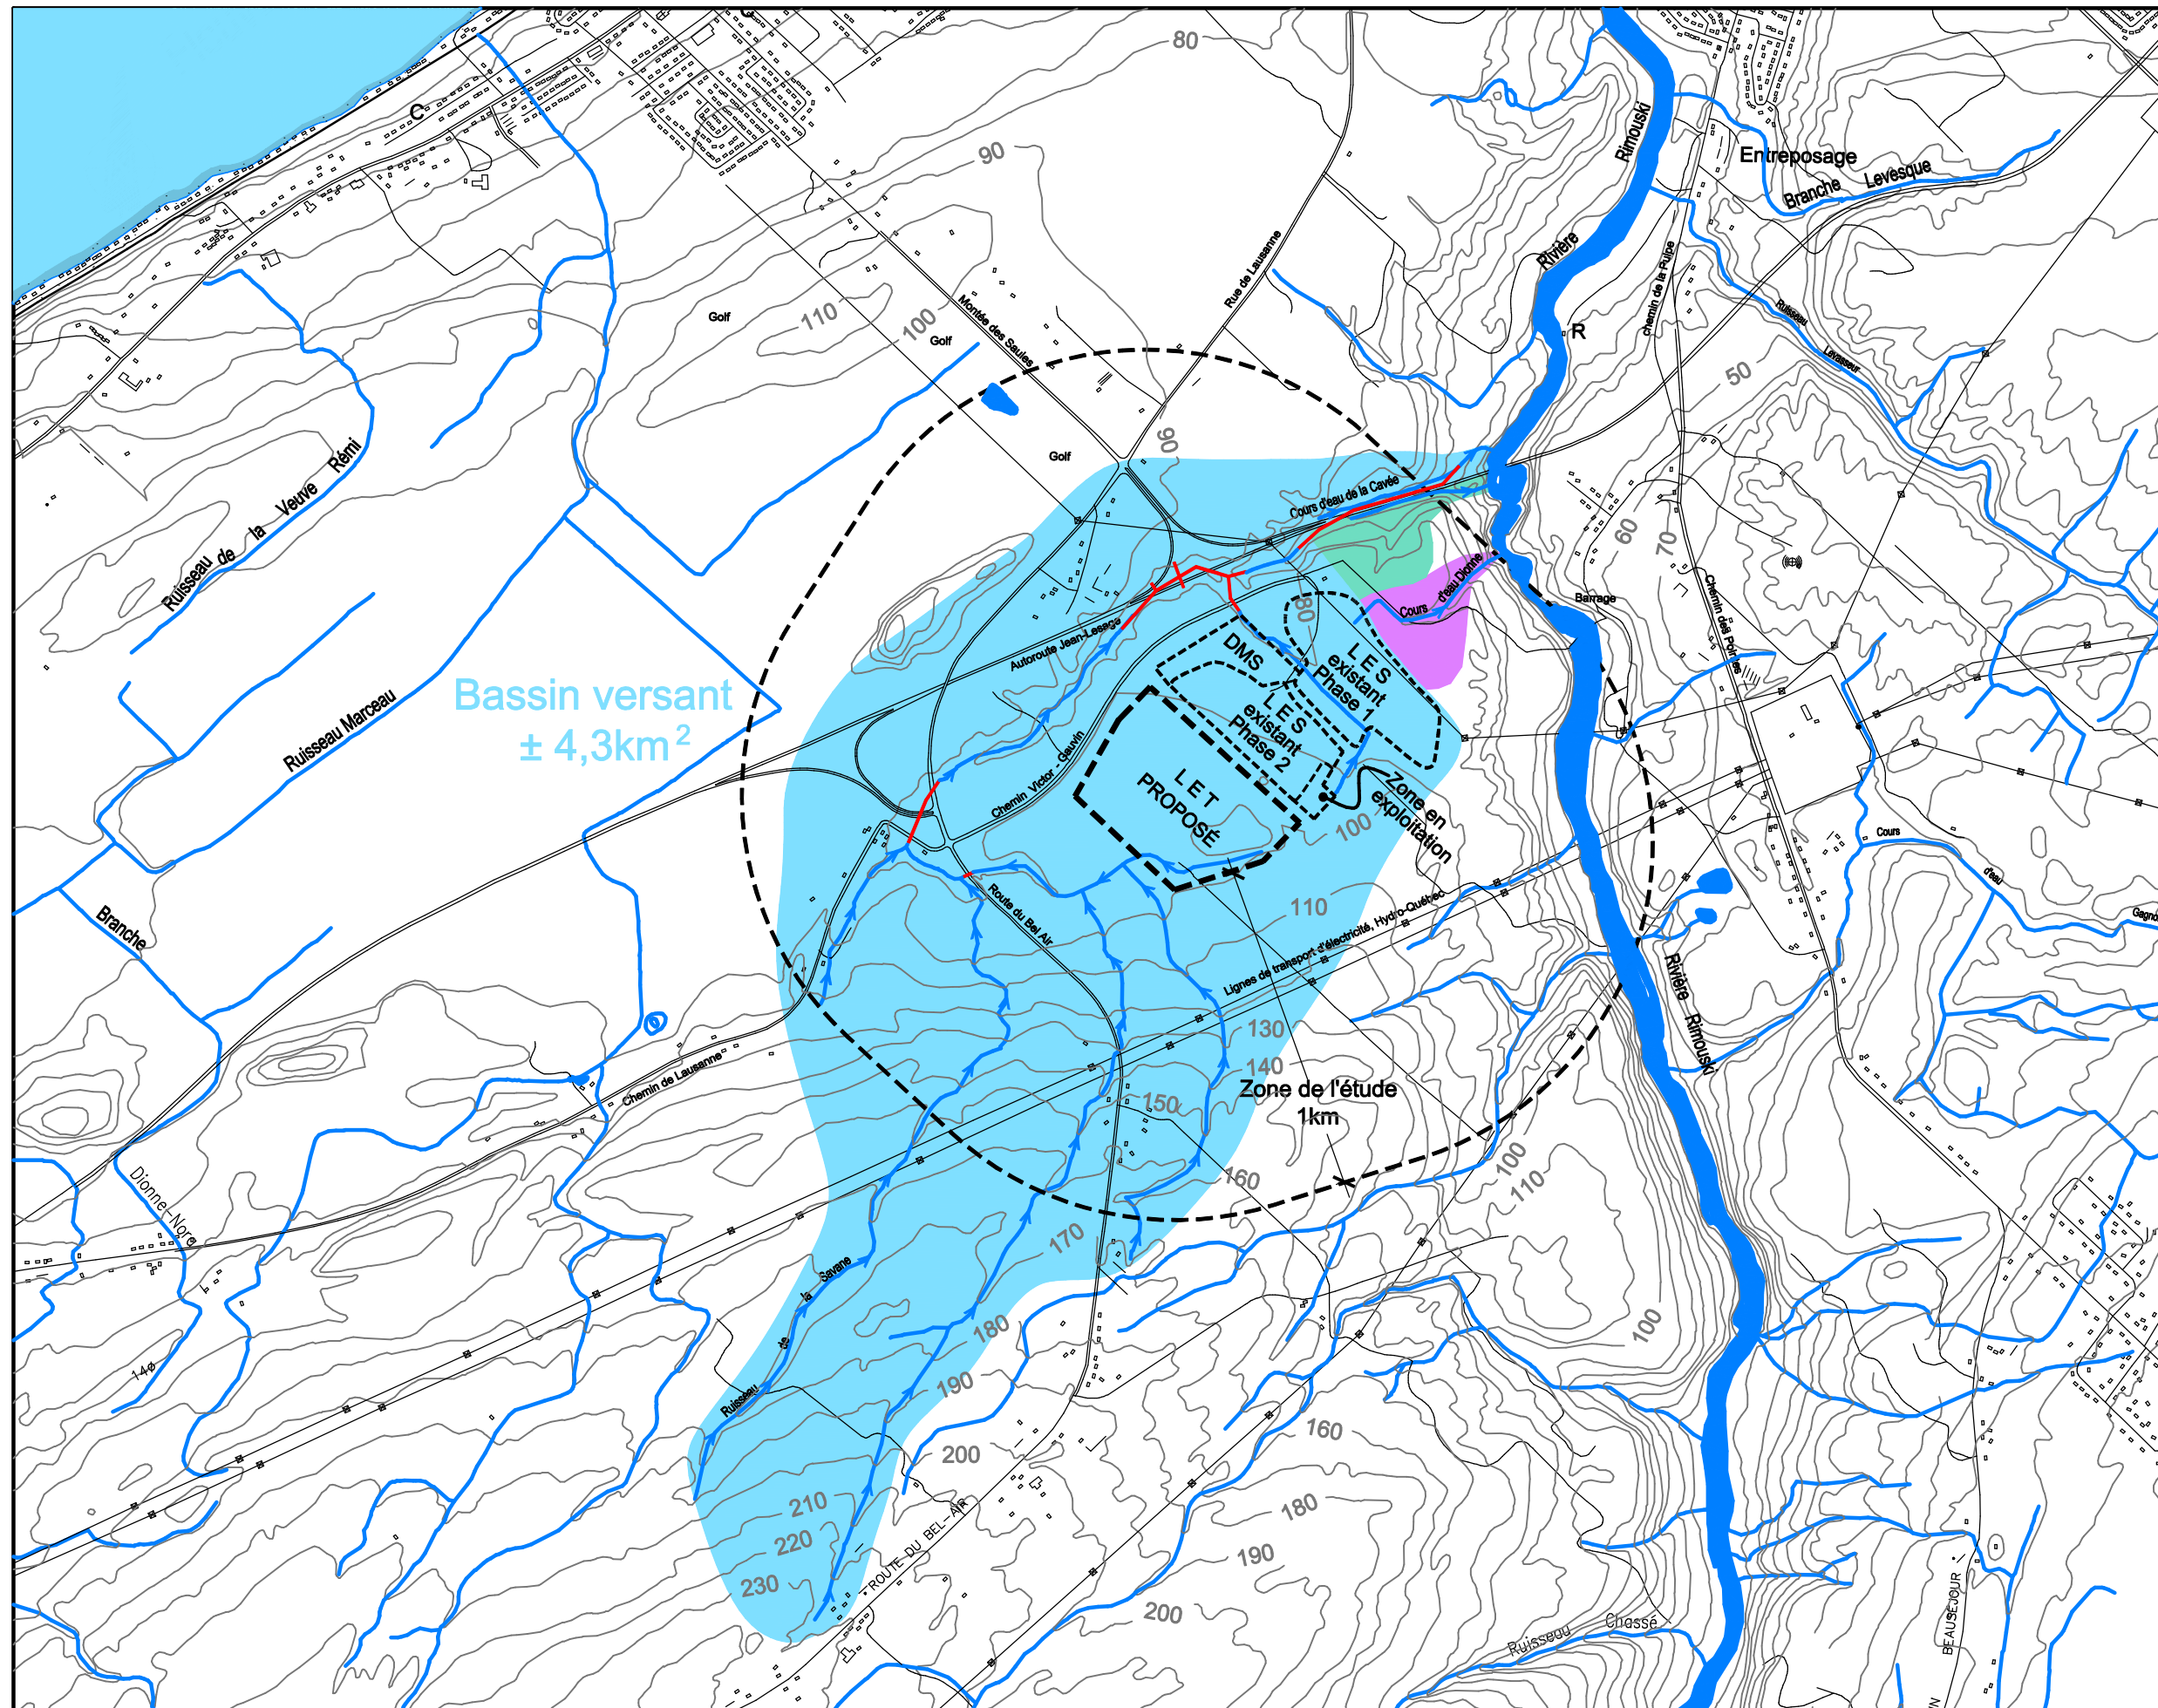 80
C
90
Rimouski
Entreposage
Branche Levèsque
Rivière
chemin de la Pulpe
Rue de Lausanne
Ruisseau
Levasseur
Golf
110
100
Golf
Montée des Saules
R
50
Golf
90
Ruisseau de la Veuve Rémi
Cours d'eau de la Cavée
60
70
Cours d'eau Dionne
Barrage
Chemin des Pointes
80
Autoroute Jean-Lesage
DMS
L E S
existant
Phase 1
L E S
existant
Phase 2
Bassin versant
± 4,3km²
Ruisseau Marceau
Chemin Victor - Gauvin
L E T
PROPOSÉ
Zone en
exploitation
100
Cours
d'eau
Gagno
Branche
Route du Bel Air
110
Lignes de transport d'électricité, Hydro-Québec
Rivière
Rimouski
Chemin de Lausanne
130
140
150
Zone de l'étude
1km
160
100
110
Dionne-Nore
170
Ruisseau de la Savane
180
100
140
190
200
160
210
220
230
180
190
200
ROUTE DU BEL-AIR
BEAUSÉJOUR
Ruisseau Chassé